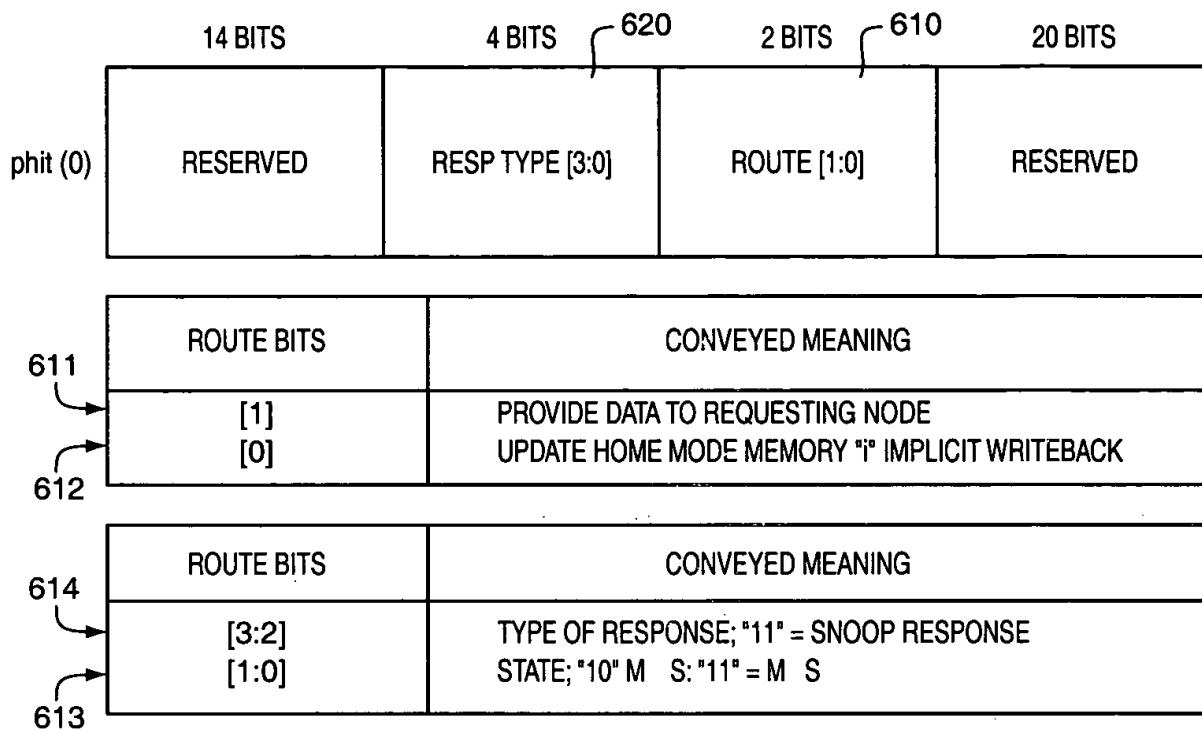 14 BITS 4 BITS 620 2 BITS 610 20 BITS
phit (0) RESERVED RESP TYPE [3:0] ROUTE [1:0] RESERVED
ROUTE BITS CONVEYED MEANING
611 [1] PROVIDE DATA TO REQUESTING NODE
612 [0] UPDATE HOME MODE MEMORY "i" IMPLICIT WRITEBACK
ROUTE BITS CONVEYED MEANING
614 [3:2] TYPE OF RESPONSE; "11" = SNOOP RESPONSE
613 [1:0] STATE; "10" M S: "11" = M S